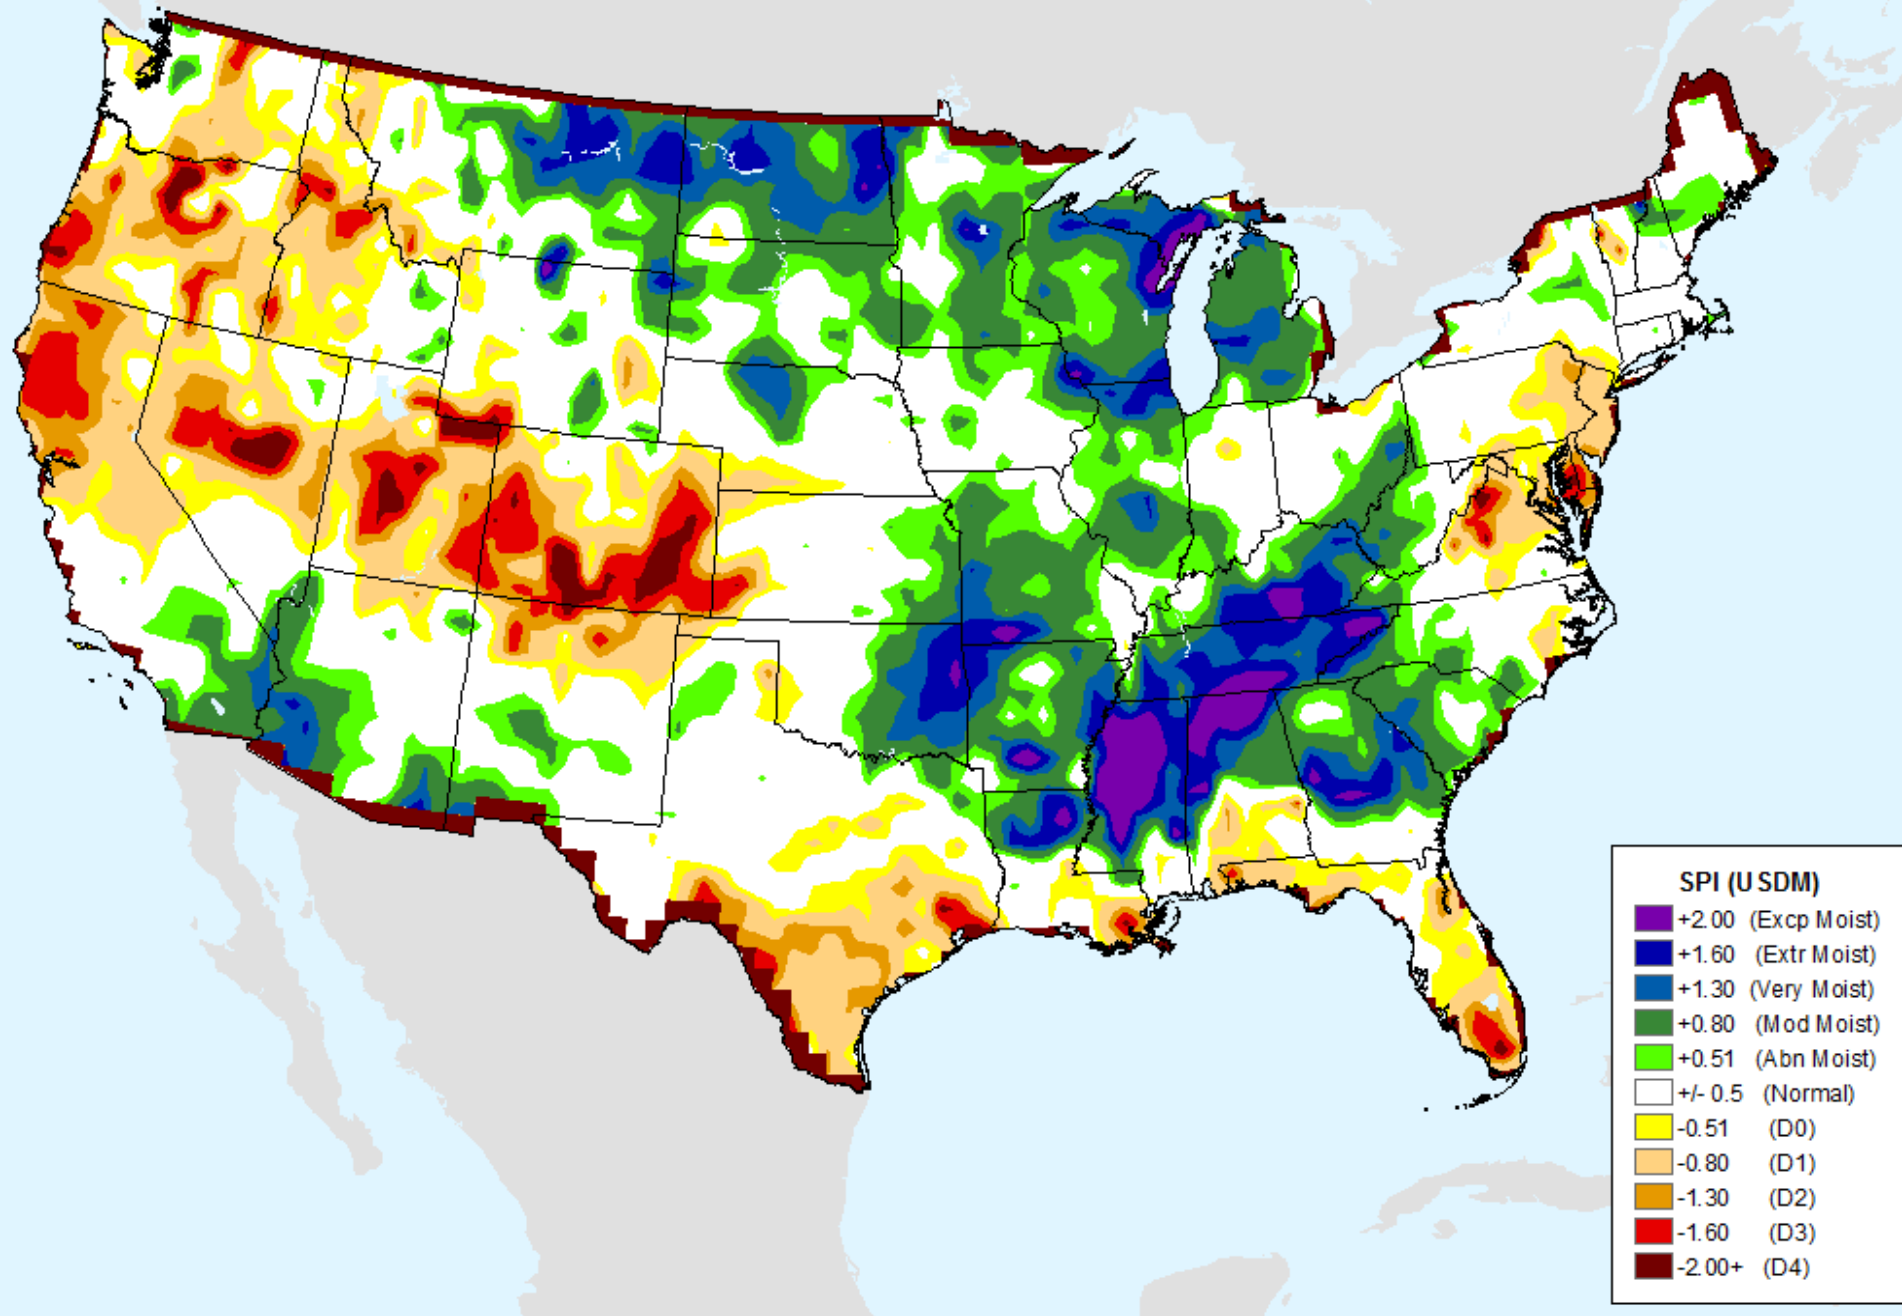 SPI (USDM)
+2.00 (Excp Moist)
+1.60 (Extr Moist)
+1.30 (Very Moist)
+0.80 (Mod Moist)
+0.51 (Abn Moist)
+/- 0.5 (Normal)
-0.51 (D0)
-0.80 (D1)
-1.30 (D2)
-1.60 (D3)
-2.00+ (D4)